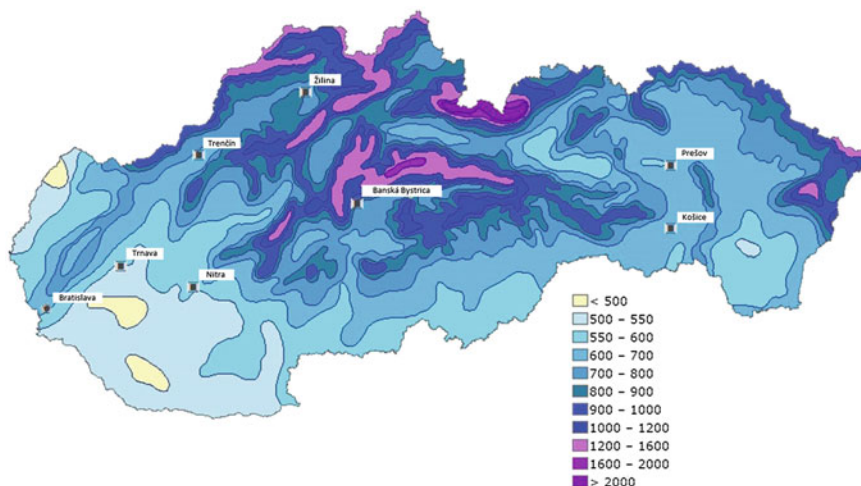 Žilina
Trenčín
Prešov
Banská Bystrica
Košice
Trnava
Nitra
Bratislava
< 500
500 – 550
550 – 600
600 – 700
700 – 800
800 – 900
900 – 1000
1000 – 1200
1200 – 1600
1600 – 2000
> 2000